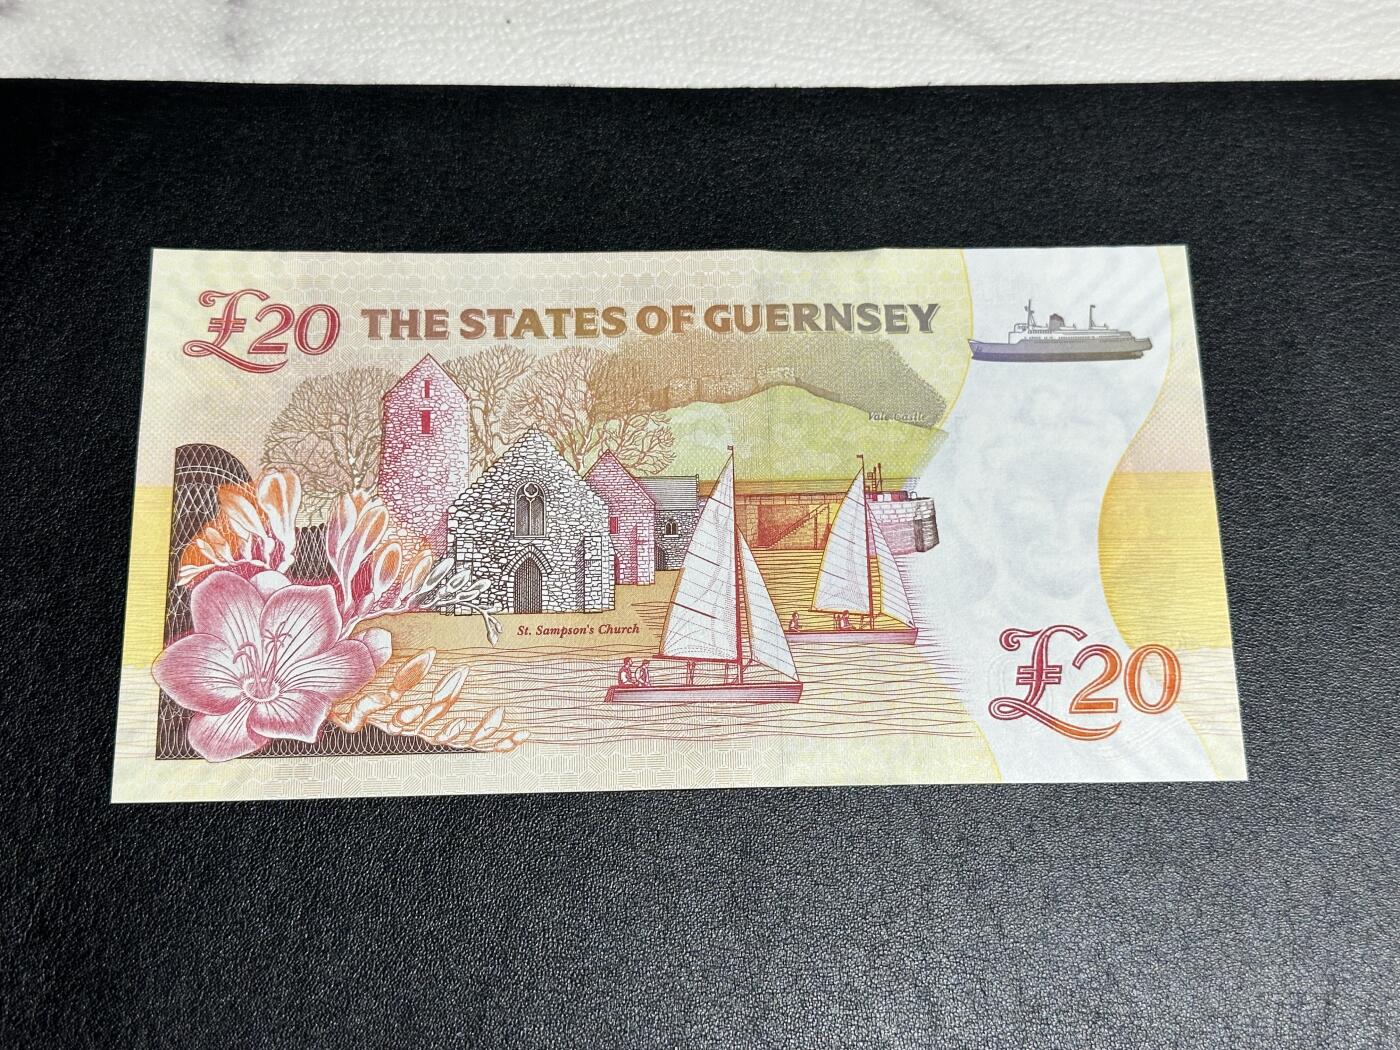 £20 THE STATES OF GUERNSEY
Vale Castle
St. Sampson's Church
£20